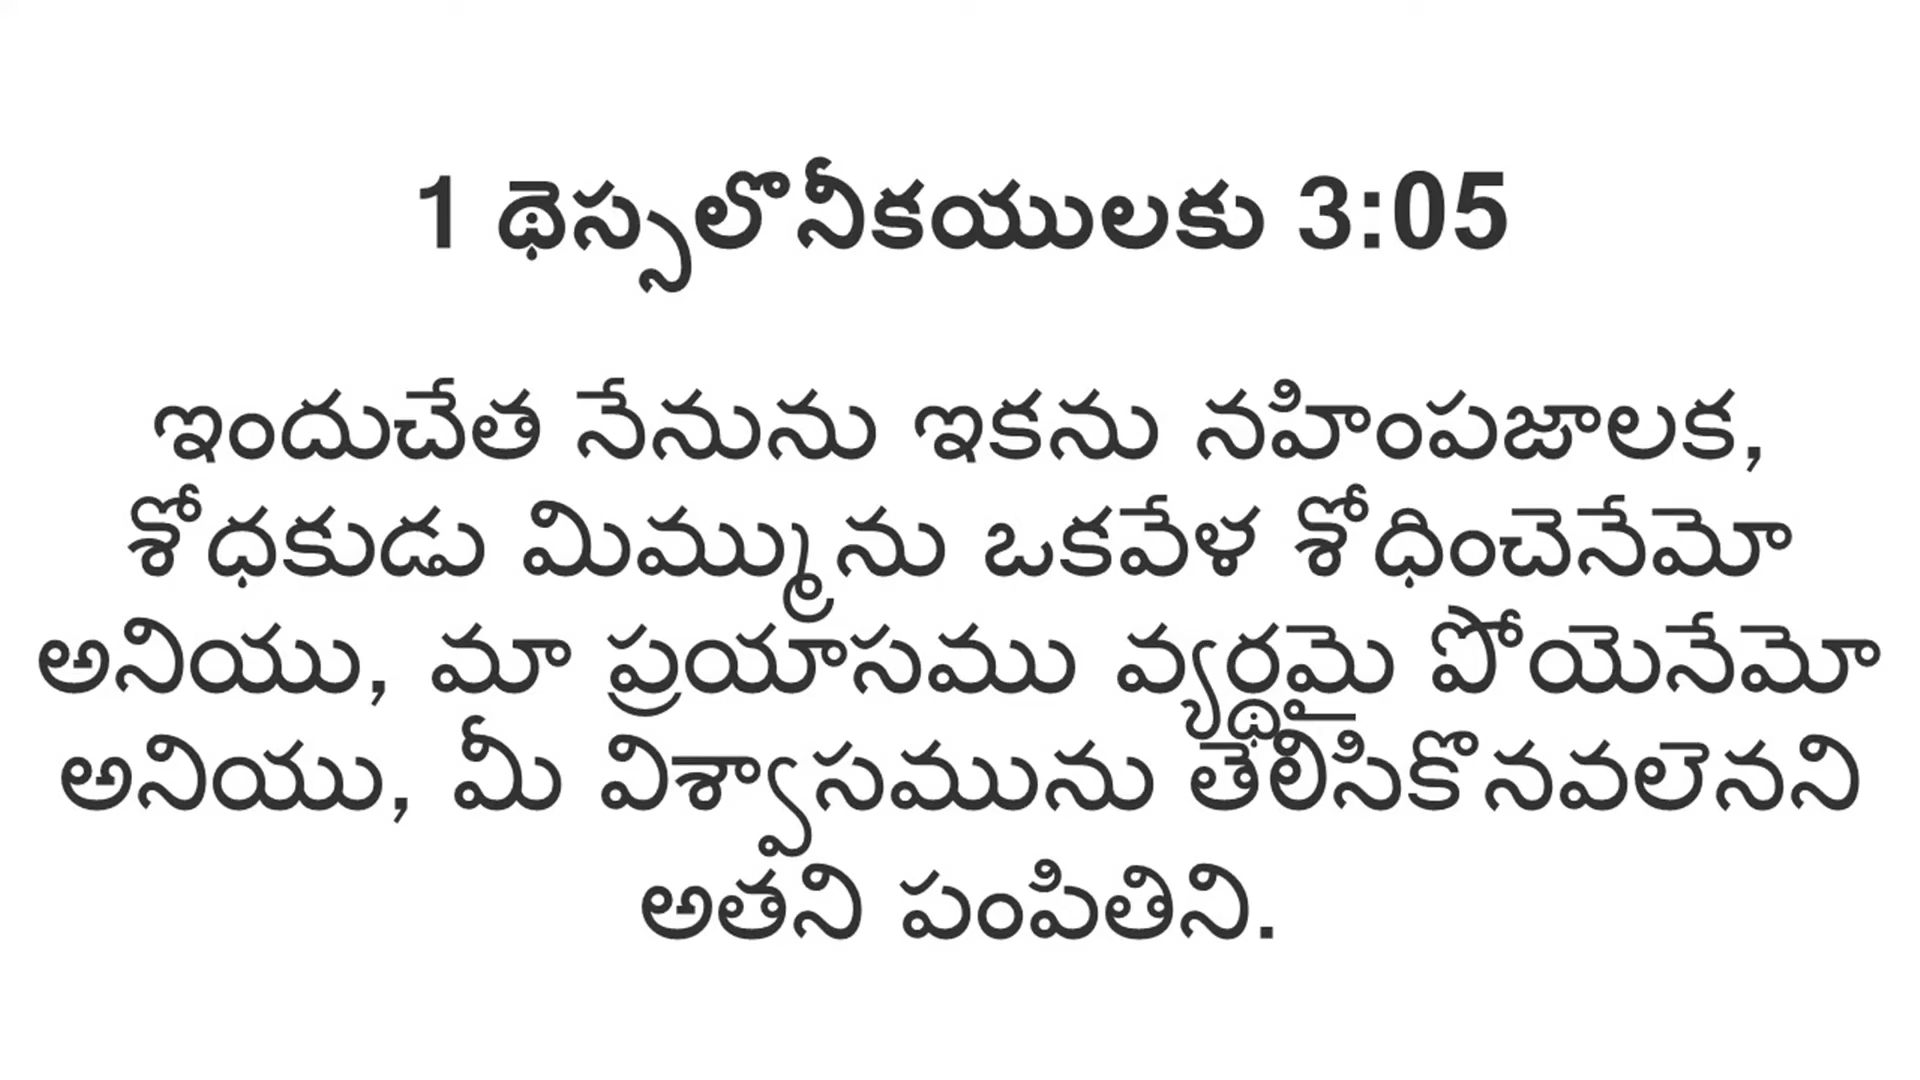 1 థెస్సలొనీకయులకు 3:05
ఇందుచేత నేనును ఇకను నహింపజాలక,
శోధకుడు మిమ్మును ఒకవేళ శోధించెనేమో
అనియు, మా ప్రయాసము వ్యర్థమై పోయెనేమో
అనియు, మీ విశ్వాసమును తెలిసికొనవలెనని
అతని పంపితిని.